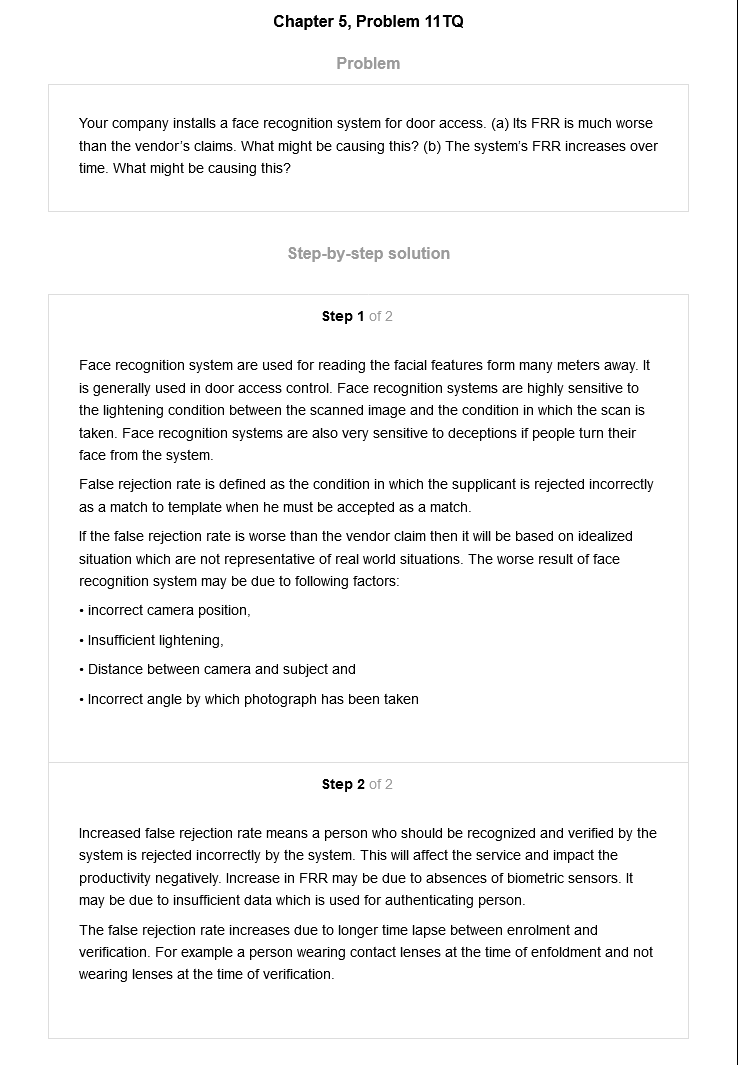 Chapter 5, Problem 11TQ
Problem
Your company installs a face recognition system for door access. (a) Its FRR is much worse
than the vendor's claims. What might be causing this? (b) The system's FRR increases over
time. What might be causing this?
Step-by-step solution
Step 1 of 2
Face recognition system are used for reading the facial features form many meters away. It
is generally used in door access control. Face recognition systems are highly sensitive to
the lightening condition between the scanned image and the condition in which the scan is
taken. Face recognition systems are also very sensitive to deceptions if people turn their
face from the system.
False rejection rate is defined as the condition in which the supplicant is rejected incorrectly
as a match to template when he must be accepted as a match.
If the false rejection rate is worse than the vendor claim then it will be based on idealized
situation which are not representative of real world situations. The worse result of face
recognition system may be due to following factors:
• incorrect camera position,
• Insufficient lightening,
• Distance between camera and subject and
• Incorrect angle by which photograph has been taken
Step 2 of 2
Increased false rejection rate means a person who should be recognized and verified by the
system is rejected incorrectly by the system. This will affect the service and impact the
productivity negatively. Increase in FRR may be due to absences of biometric sensors. It
may be due to insufficient data which is used for authenticating person.
The false rejection rate increases due to longer time lapse between enrolment and
verification. For example a person wearing contact lenses at the time of enfoldment and not
wearing lenses at the time of verification.